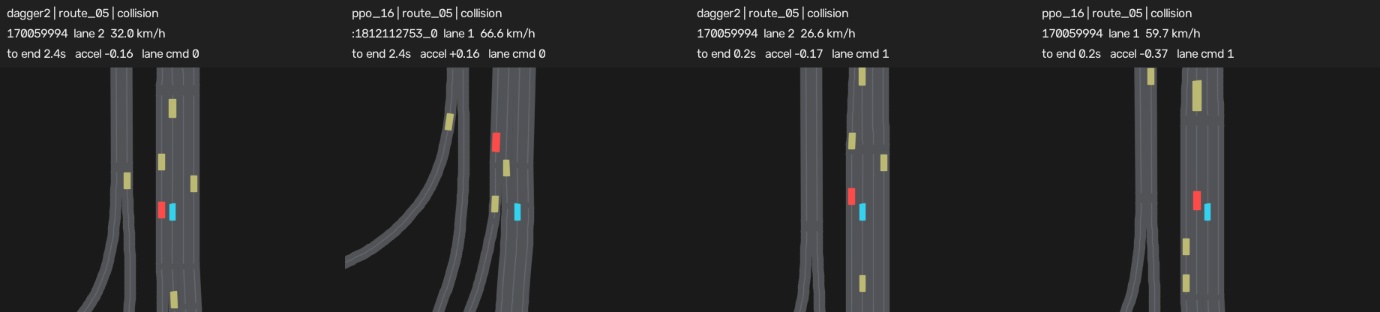 dagger2 | route_05 | collision
170059994 lane 2 32.0 km/h
to end 2.4s accel -0.16 lane cmd 0
ppo_16 | route_05 | collision
:1812112753_0 lane 1 66.6 km/h
to end 2.4s accel +0.16 lane cmd 0
dagger2 | route_05 | collision
170059994 lane 2 26.6 km/h
to end 0.2s accel -0.17 lane cmd 1
ppo_16 | route_05 | collision
170059994 lane 1 59.7 km/h
to end 0.2s accel -0.37 lane cmd 1